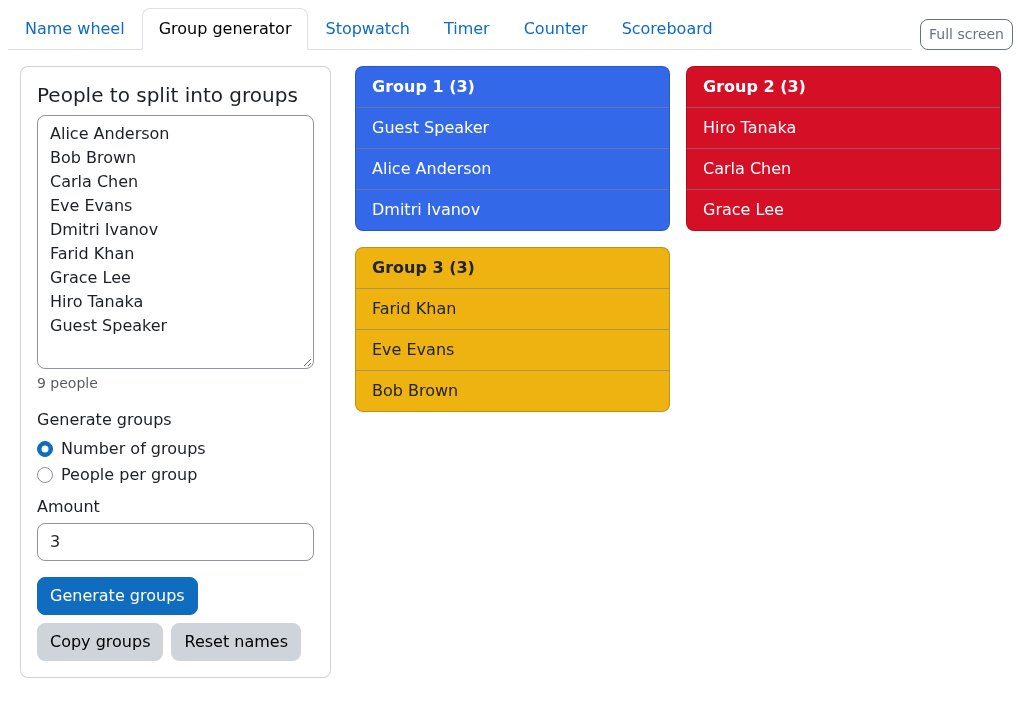 Name wheel
Group generator
Stopwatch
Timer
Counter
Scoreboard
Full screen
People to split into groups
Alice Anderson
Bob Brown
Carla Chen
Eve Evans
Dmitri Ivanov
Farid Khan
Grace Lee
Hiro Tanaka
Guest Speaker
9 people
Generate groups
Number of groups
People per group
Amount
3
Generate groups
Copy groups
Reset names
Group 1 (3)
Guest Speaker
Alice Anderson
Dmitri Ivanov
Group 2 (3)
Hiro Tanaka
Carla Chen
Grace Lee
Group 3 (3)
Farid Khan
Eve Evans
Bob Brown